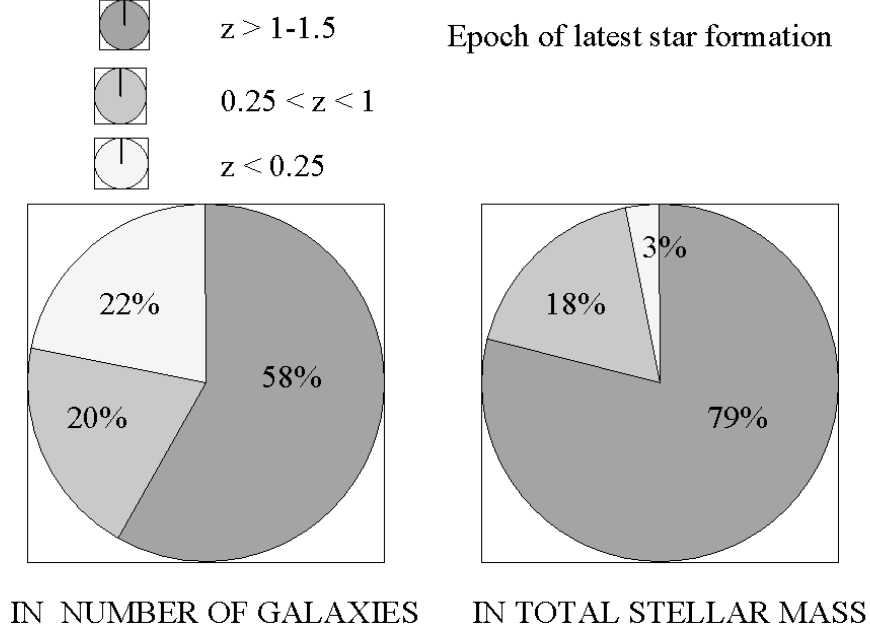 z > 1-1.5
Epoch of latest star formation
0.25 < z < 1
z < 0.25
22%
58%
20%
3%
18%
79%
IN NUMBER OF GALAXIES
IN TOTAL STELLAR MASS